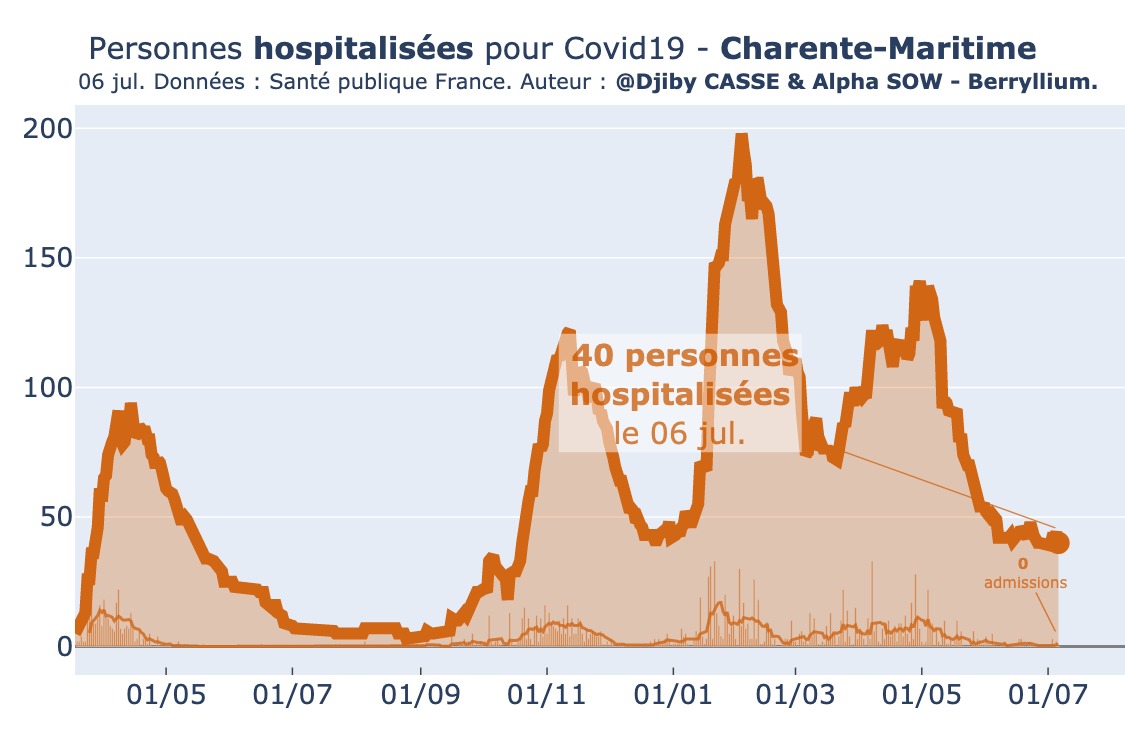 Personnes hospitalisées pour Covid19 - Charente-Maritime
06 jul. Données : Santé publique France. Auteur : @Djiby CASSE & Alpha SOW - Berryllium.
200
150
100
50
0
40 personnes
hospitalisées
le 06 jul.
0
admissions
01/05 01/07 01/09 01/11 01/01 01/03 01/05 01/07